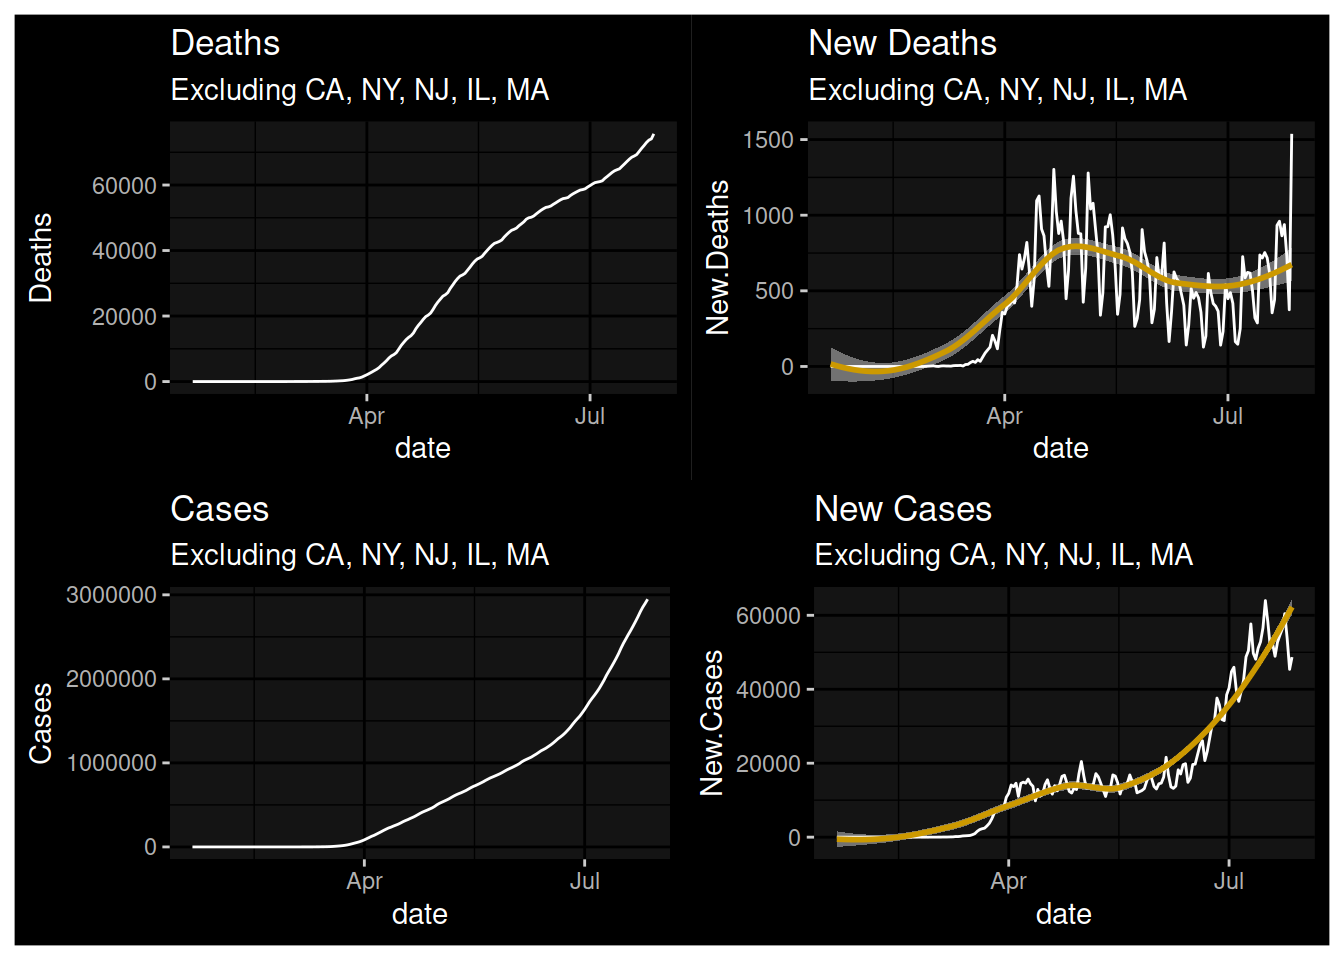 Deaths
Excluding CA, NY, NJ, IL, MA
60000
40000
20000
0
Deaths
Apr
Jul
date
New Deaths
Excluding CA, NY, NJ, IL, MA
1500
1000
500
0
New.Deaths
Apr
Jul
date
Cases
Excluding CA, NY, NJ, IL, MA
3000000
2000000
1000000
0
Cases
Apr
Jul
date
New Cases
Excluding CA, NY, NJ, IL, MA
60000
40000
20000
0
New.Cases
Apr
Jul
date